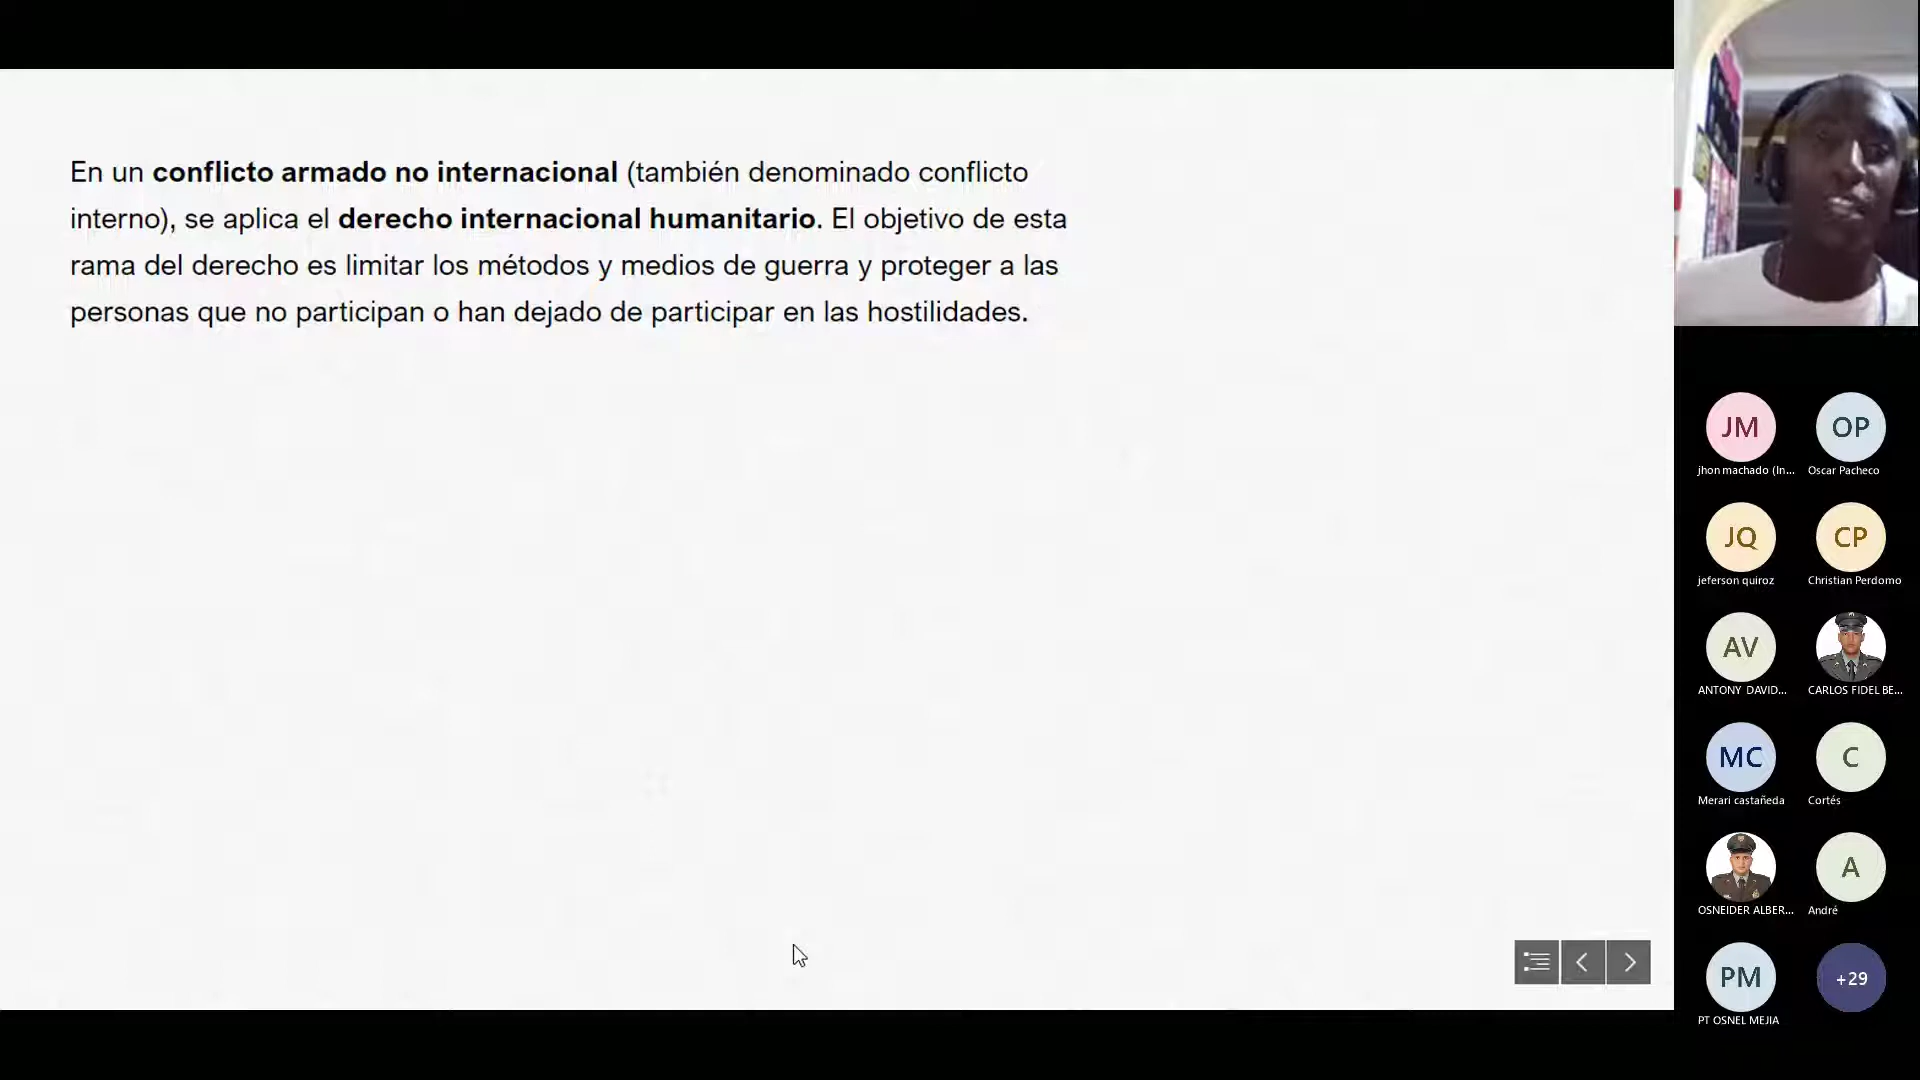 En un conflicto armado no internacional (también denominado conflicto
interno), se aplica el derecho internacional humanitario. El objetivo de esta
rama del derecho es limitar los métodos y medios de guerra y proteger a las
personas que no participan o han dejado de participar en las hostilidades.
JM
OP
jhon machado (In...
Oscar Pacheco
JQ
CP
jeferson quiroz
Christian Perdomo
AV
ANTONY DAVID...
CARLOS FIDEL BE...
MC
C
Merari castañeda
Cortés
A
OSNEIDER ALBER...
André
PM
+29
PT OSNEL MEJIA